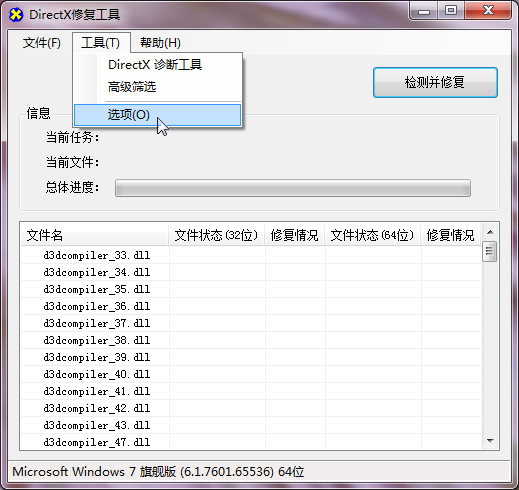 DirectX修复工具
文件(F) 工具(T) 帮助(H)
DirectX 诊断工具
高级筛选
选项(O)
检测并修复
信息
当前任务:
当前文件:
总体进度:
文件名 文件状态(32位) 修复情况 文件状态(64位) 修复情况
d3dcompiler_33.dll
d3dcompiler_34.dll
d3dcompiler_35.dll
d3dcompiler_36.dll
d3dcompiler_37.dll
d3dcompiler_38.dll
d3dcompiler_39.dll
d3dcompiler_40.dll
d3dcompiler_41.dll
d3dcompiler_42.dll
d3dcompiler_43.dll
d3dcompiler_47.dll
Microsoft Windows 7 旗舰版 (6.1.7601.65536) 64位